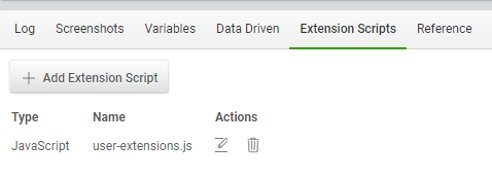 Log Screenshots Variables Data Driven Extension Scripts Reference
+ Add Extension Script
Type Name Actions
JavaScript user-extensions.js